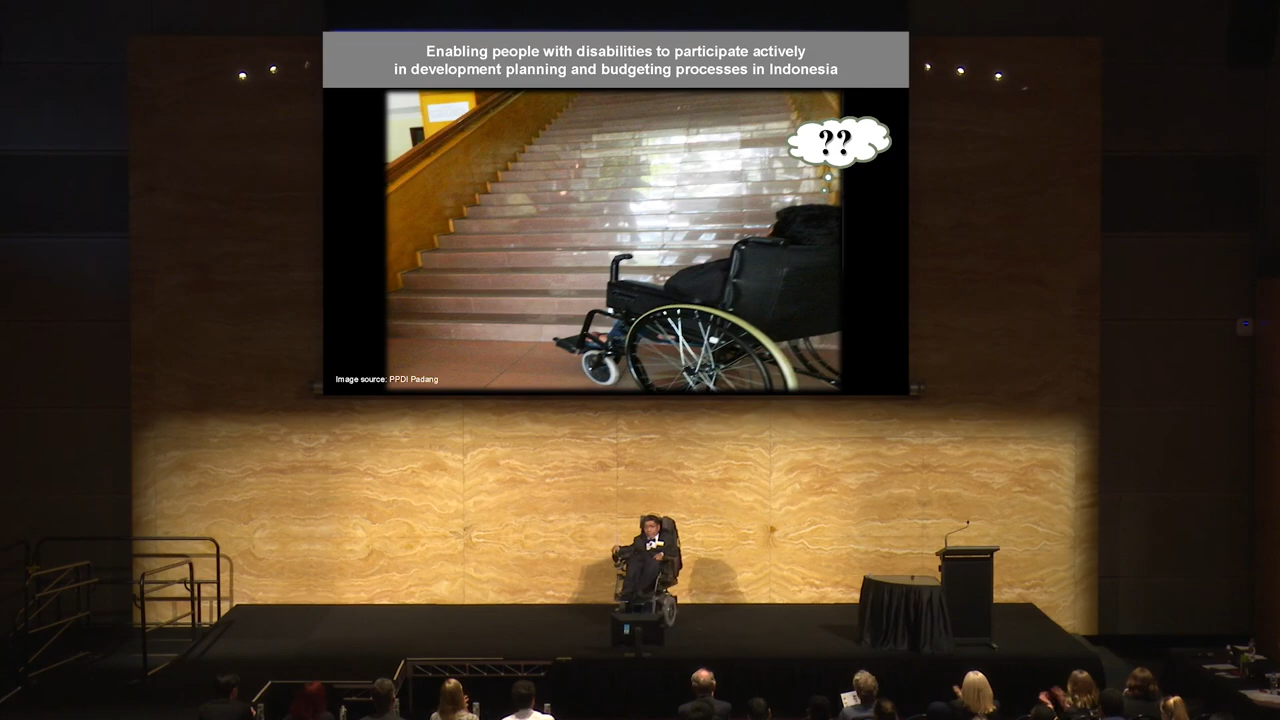 Enabling people with disabilities to participate actively
in development planning and budgeting processes in Indonesia
??
Image source: PPDI Padang